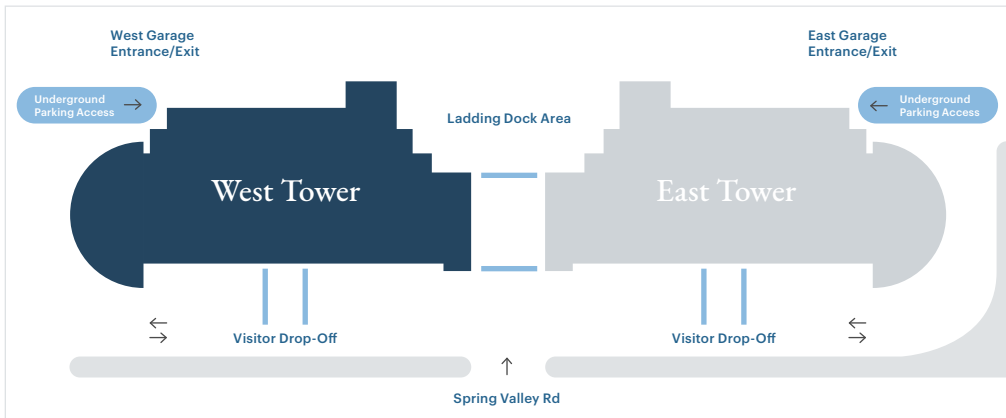 West Garage
Entrance/Exit
East Garage
Entrance/Exit
Underground
Parking Access
Underground
Parking Access
Ladding Dock Area
West Tower
East Tower
Visitor Drop-Off
Visitor Drop-Off
Spring Valley Rd